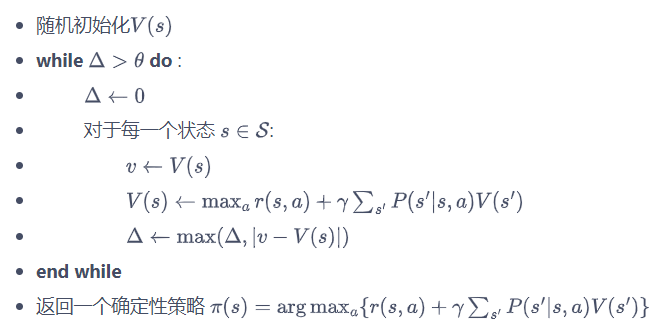 • 随机初始化$V(s)$
• **while** $\Delta > \theta$ **do** :
• $\Delta \leftarrow 0$
• 对于每一个状态 $s \in \mathcal{S}$:
• $v \leftarrow V(s)$
• $V(s) \leftarrow \max_a r(s,a) + \gamma \sum_{s'} P(s'|s,a)V(s')$
• $\Delta \leftarrow \max(\Delta, |v - V(s)|)$
• **end while**
• 返回一个确定性策略 $\pi(s) = \arg\max_a \{r(s,a) + \gamma \sum_{s'} P(s'|s,a)V(s')\}$